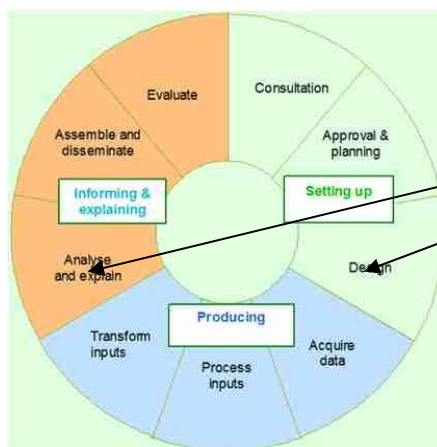 Evaluate
Consultation
Assemble and
disseminate
Approval &
planning
Informing &
explaining
Setting up
Analyse
and explain
Design
Producing
Transform
inputs
Process
inputs
Acquire
data